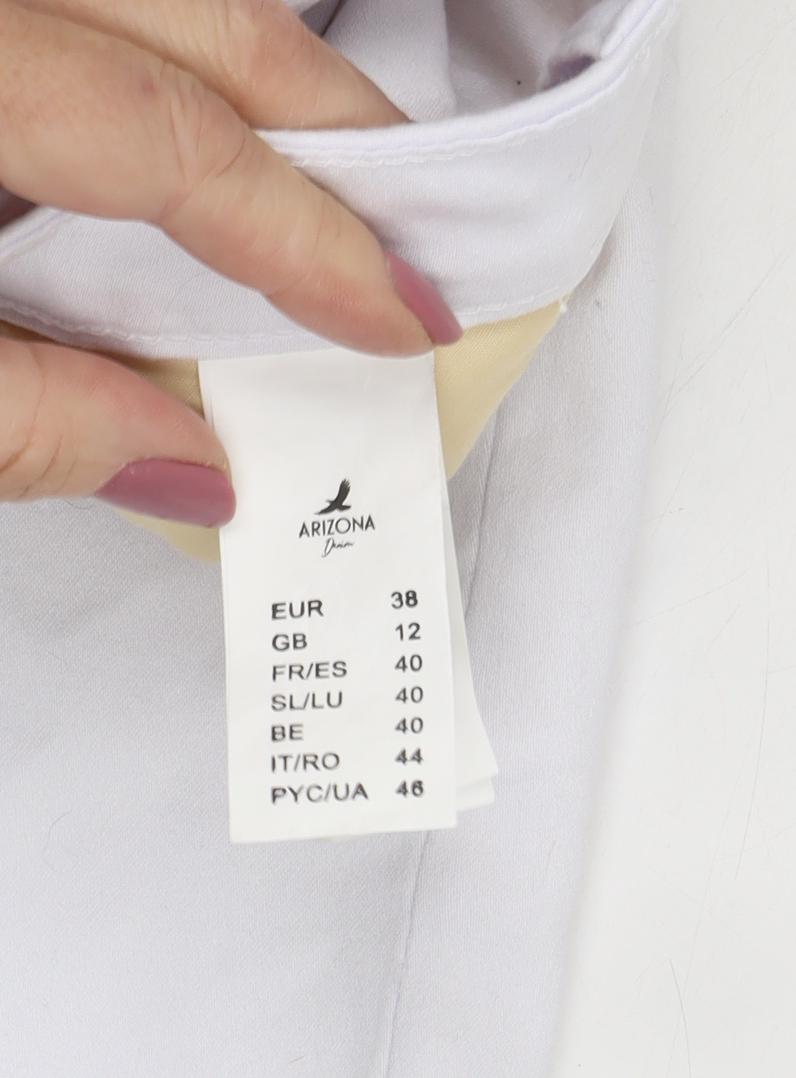 ARIZONA
Denim
EUR 38
GB 12
FR/ES 40
SL/LU 40
BE 40
IT/RO 44
РУС/UA 46